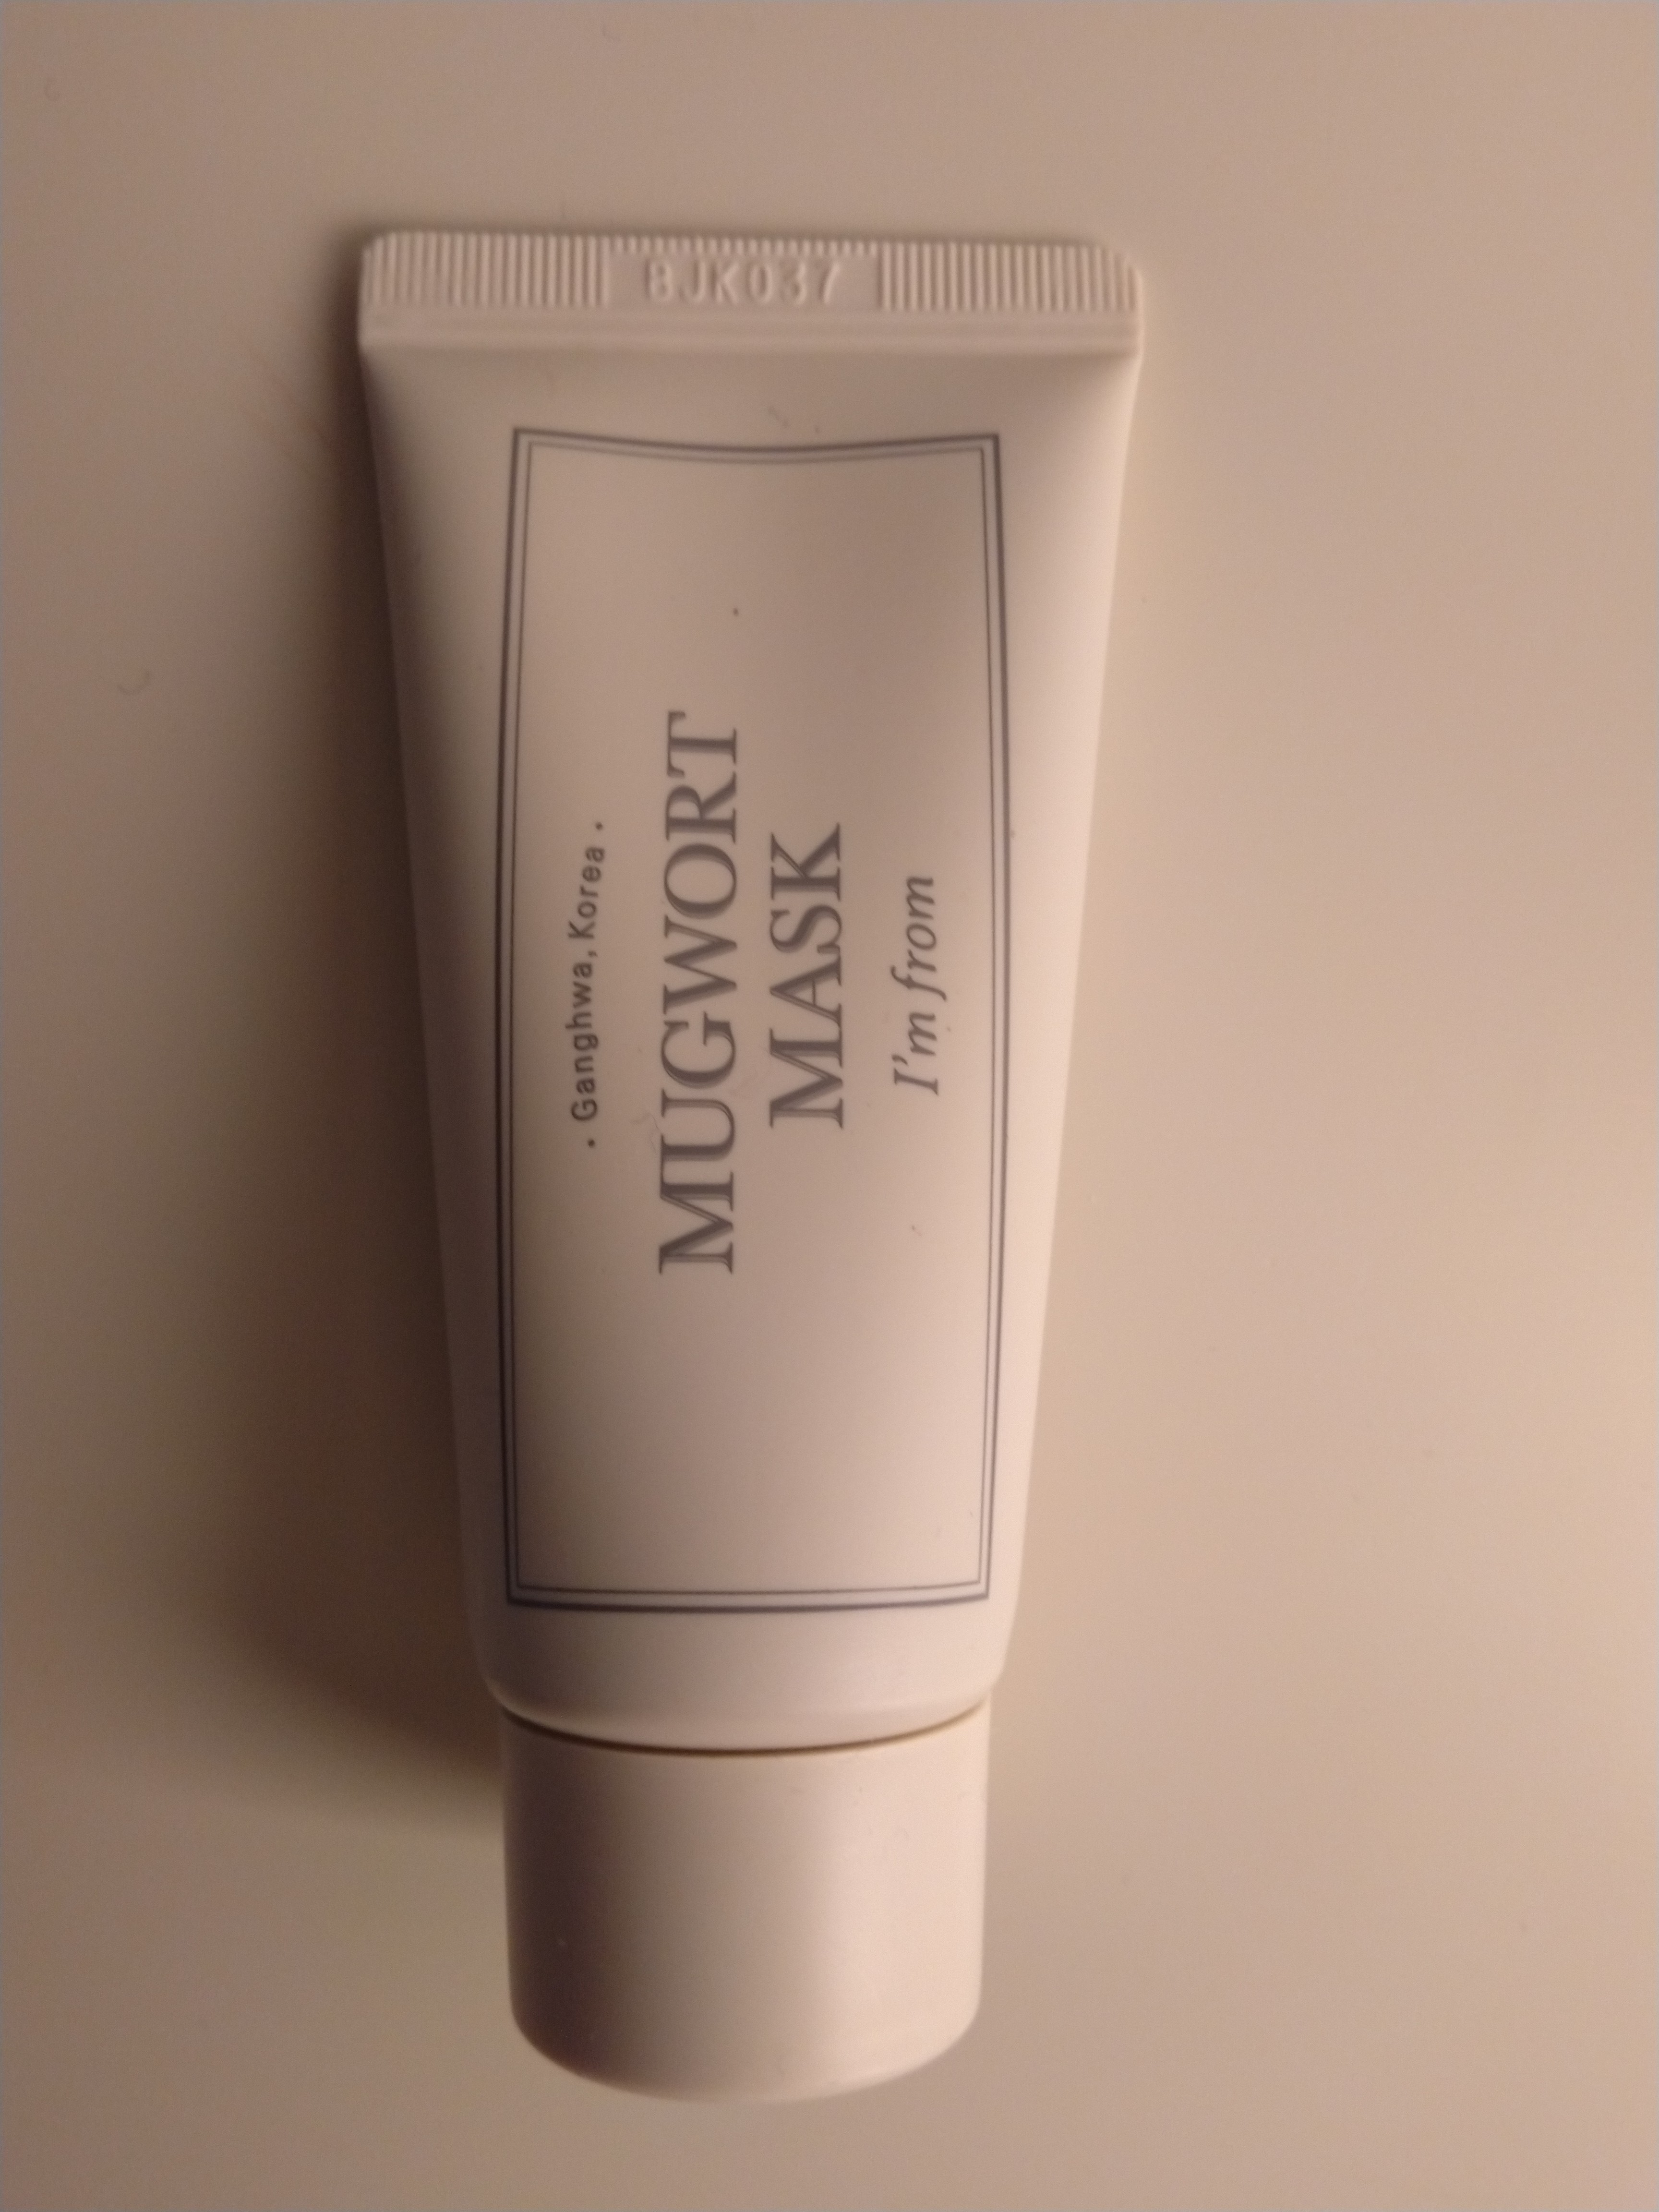 BJK037
. Ganghwa, Korea .
MUGWORT
MASK
I'm from